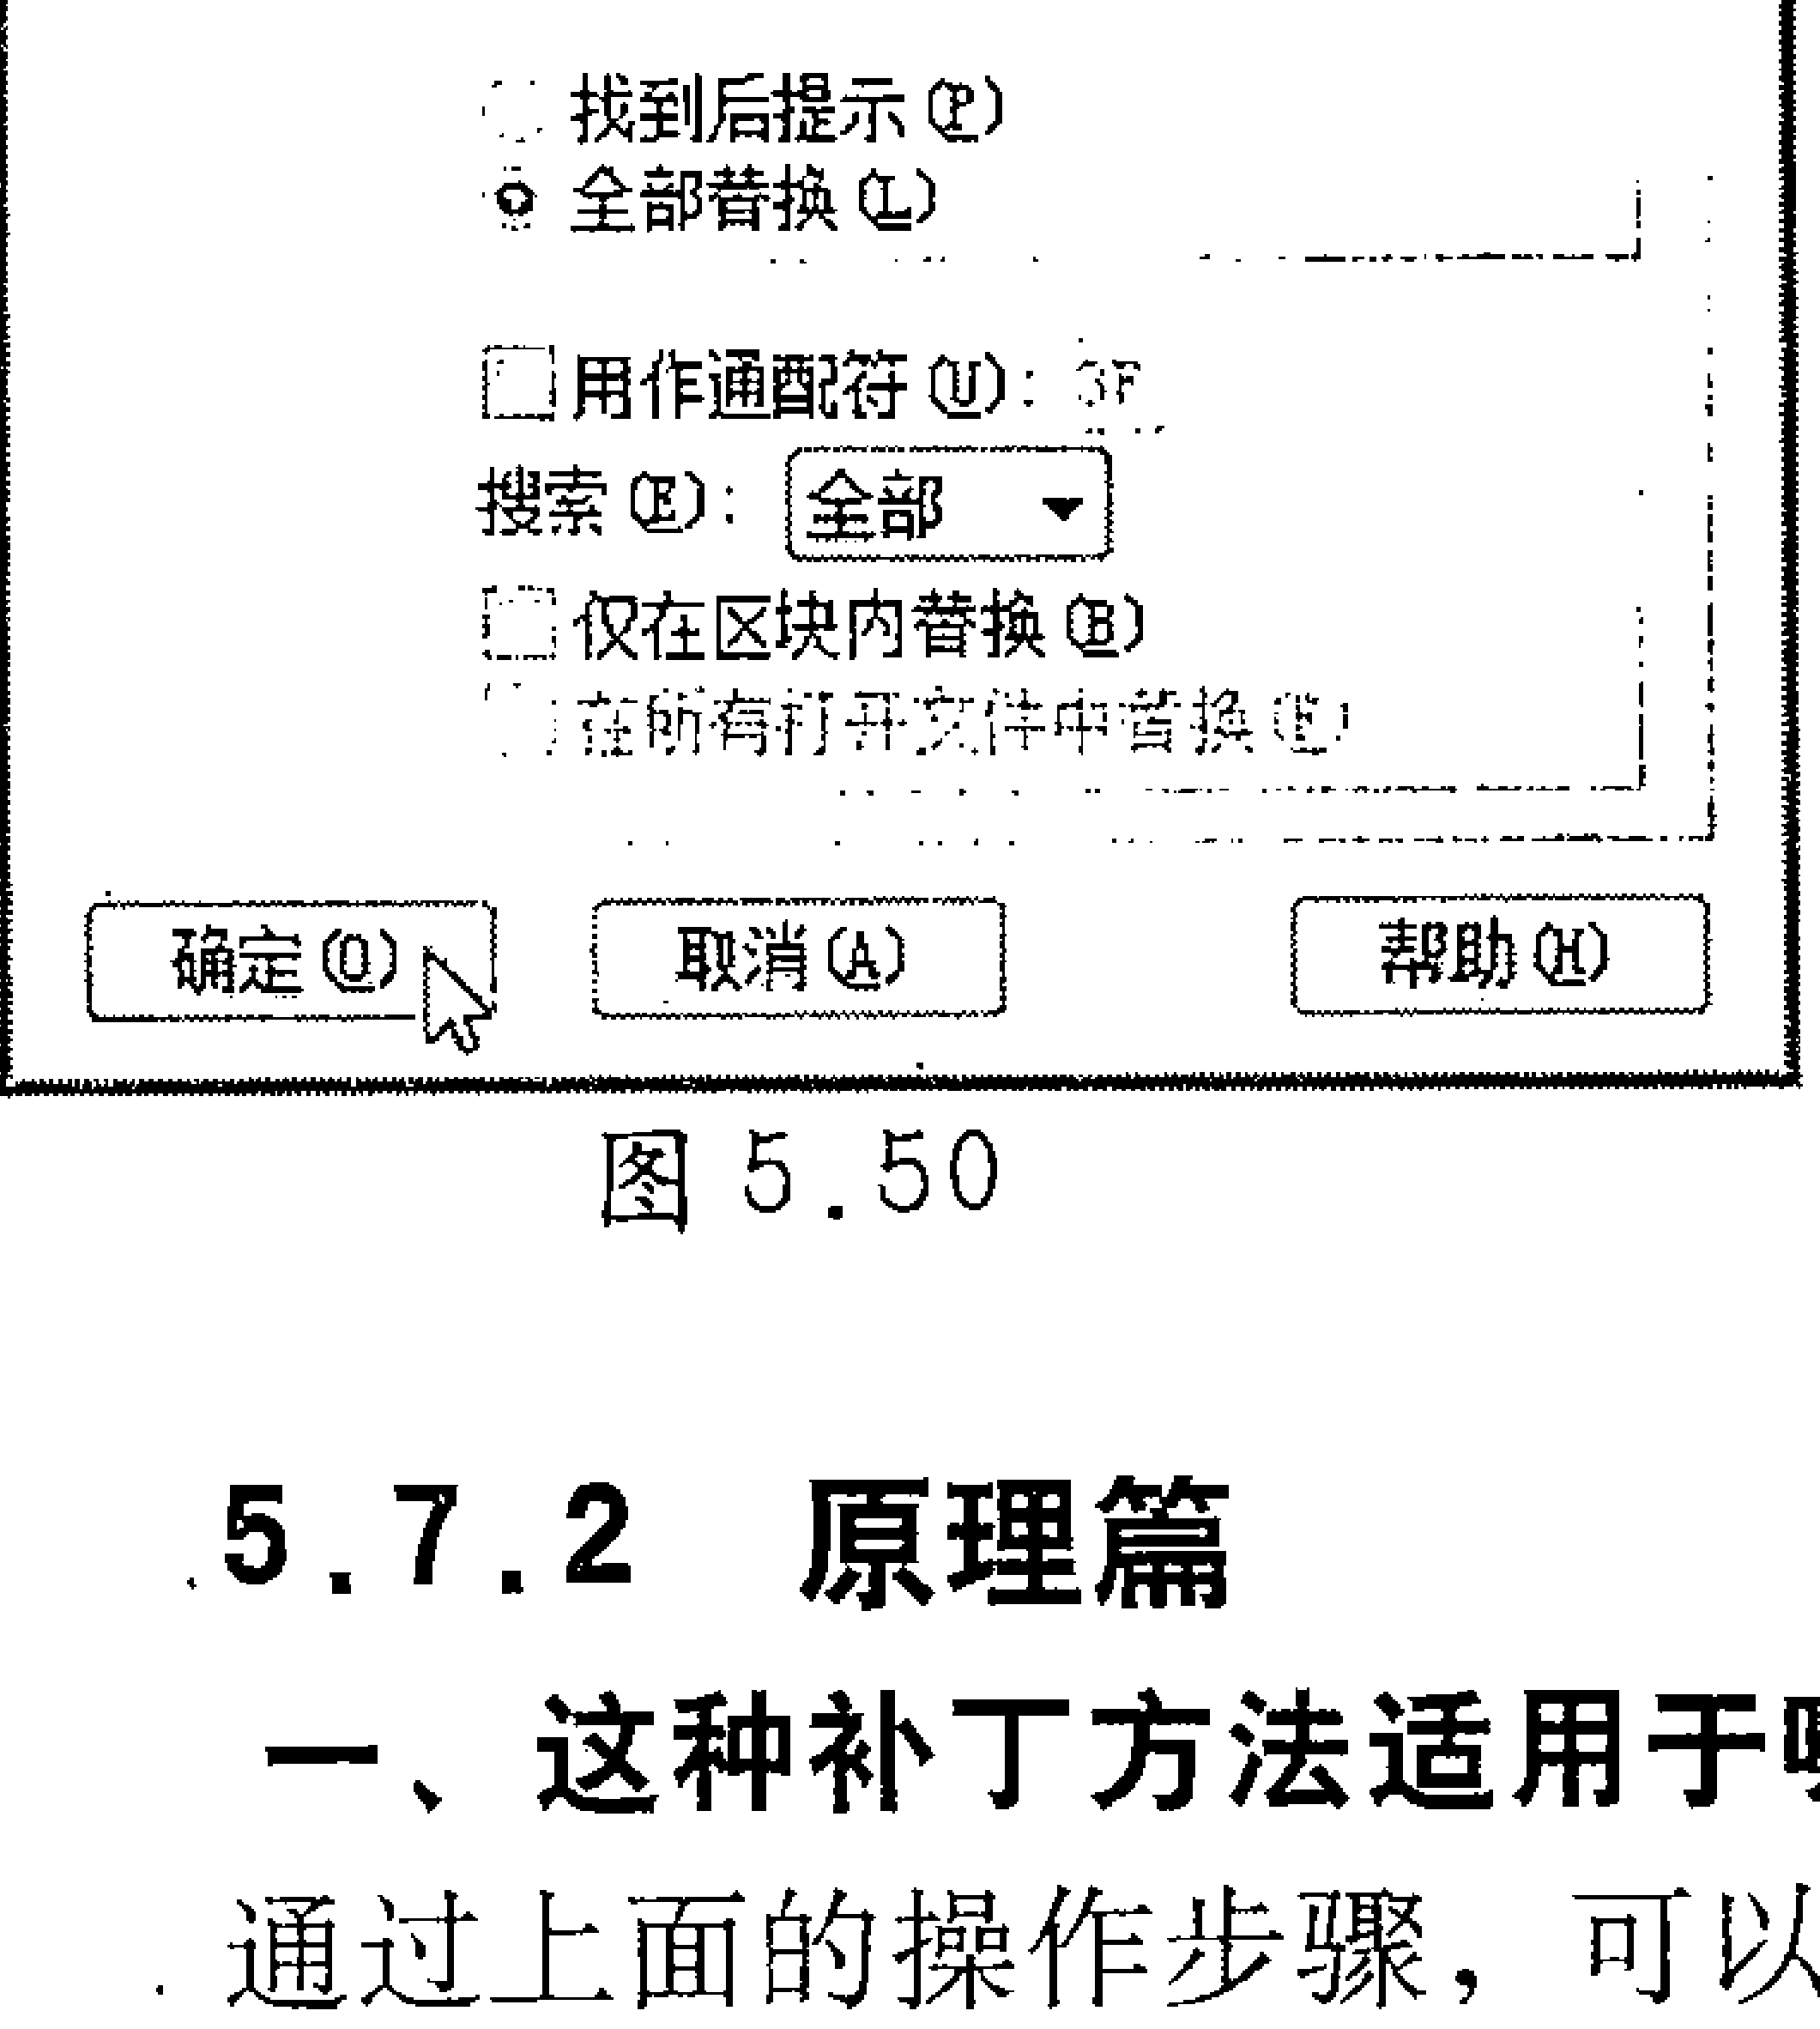 找到后提示(P)
全部替换(L)
用作通配符(U): 3F
搜索(E): 全部
仅在区块内替换(B)
在所有打开文件中替换(F)
确定(O) 取消(A) 帮助(H)
图 5.50
5.7.2 原理篇
一、这种补丁方法适用于
通过上面的操作步骤，可以